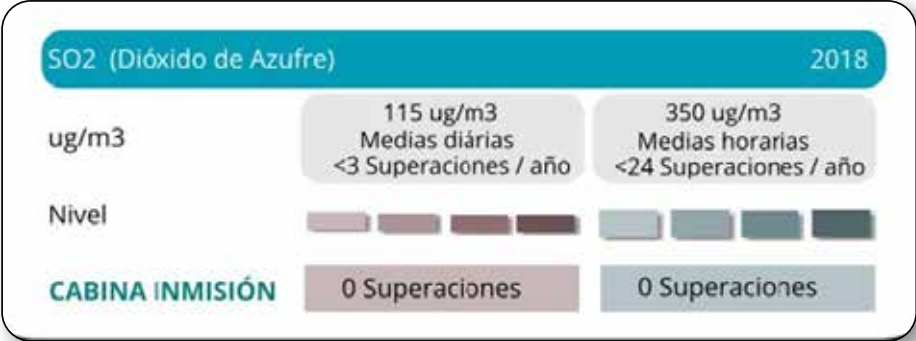 SO2 (Dióxido de Azufre) 2018
ug/m3
115 ug/m3
Medias diárias
<3 Superaciones / año
350 ug/m3
Medias horarias
<24 Superaciones / año
Nivel
CABINA INMISIÓN 0 Superaciones 0 Superaciones